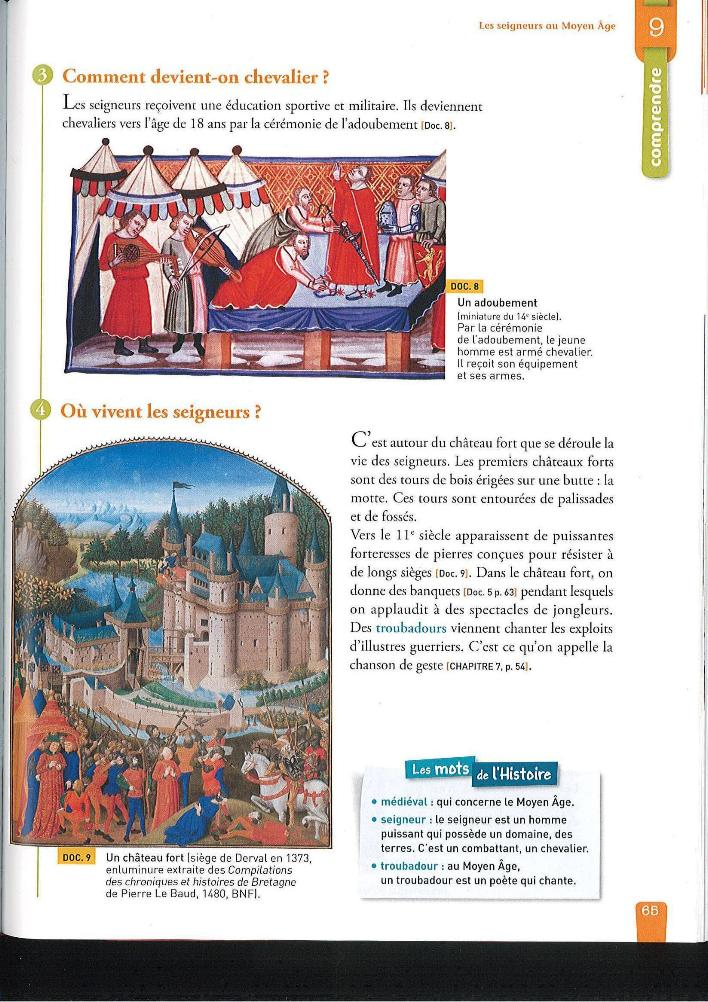 Les seigneurs au Moyen Âge
9
comprendre
3 Comment devient-on chevalier ?
Les seigneurs reçoivent une éducation sportive et militaire. Ils deviennent
chevaliers vers l'âge de 18 ans par la cérémonie de l'adoubement [Doc. 8].
DOC. 8
Un adoubement
(miniature du 14e siècle).
Par la cérémonie
de l'adoubement, le jeune
homme est armé chevalier.
Il reçoit son équipement
et ses armes.
4 Où vivent les seigneurs ?
C'est autour du château fort que se déroule la
vie des seigneurs. Les premiers châteaux forts
sont des tours de bois érigées sur une butte : la
motte. Ces tours sont entourées de palissades
et de fossés.
Vers le 11e siècle apparaissent de puissantes
forteresses de pierres conçues pour résister à
de longs sièges [Doc. 9]. Dans le château fort, on
donne des banquets [Doc. 5 p. 63] pendant lesquels
on applaudit à des spectacles de jongleurs.
Des troubadours viennent chanter les exploits
d'illustres guerriers. C'est ce qu'on appelle la
chanson de geste [CHAPITRE 7, p. 54].
DOC. 9
Un château fort (siège de Derval en 1373,
enluminure extraite des Compilations
des chroniques et histoires de Bretagne
de Pierre Le Baud, 1480, BNF).
Les mots de l'Histoire
• médiéval : qui concerne le Moyen Âge.
• seigneur : le seigneur est un homme
puissant qui possède un domaine, des
terres. C'est un combattant, un chevalier.
• troubadour : au Moyen Âge,
un troubadour est un poète qui chante.
65